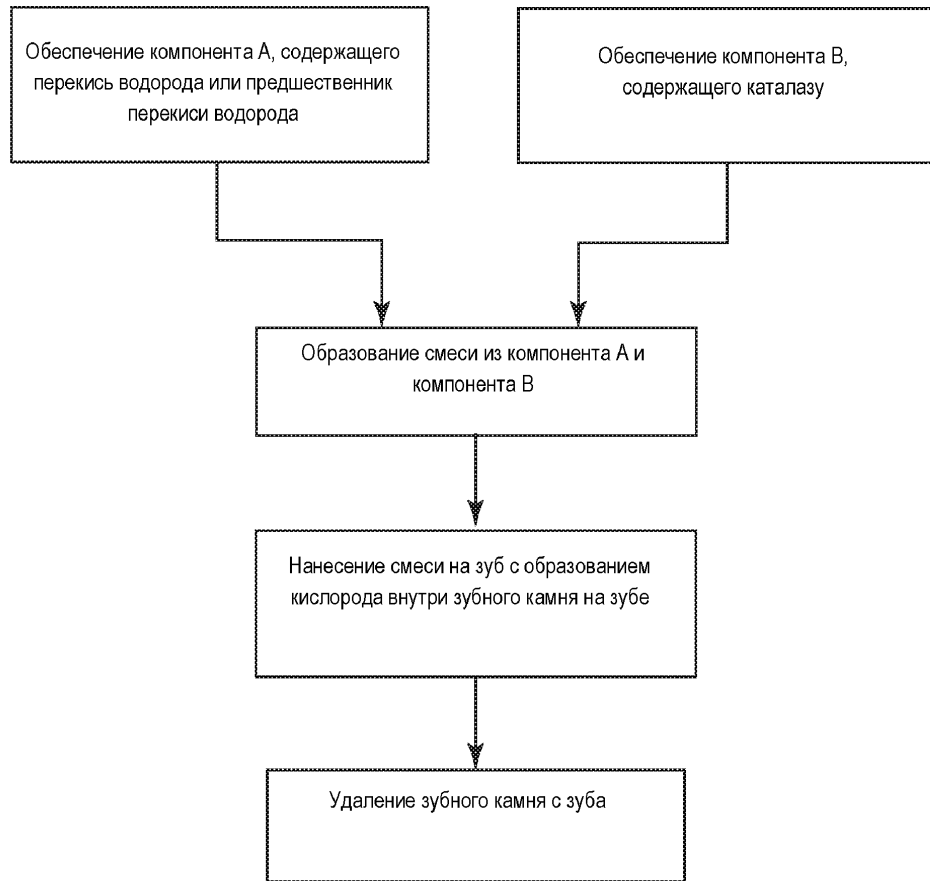 Обеспечение компонента А, содержащего
перекись водорода или предшественник
перекиси водорода
Обеспечение компонента В,
содержащего каталазу
Образование смеси из компонента А и
компонента В
Нанесение смеси на зуб с образованием
кислорода внутри зубного камня на зубе
Удаление зубного камня с зуба